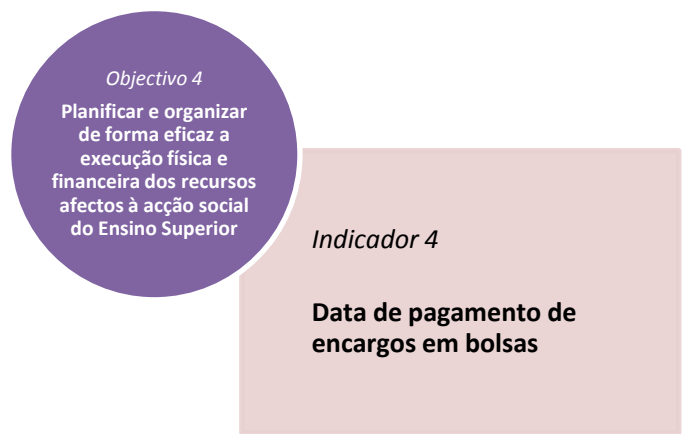 Objectivo 4
Planificar e organizar
de forma eficaz a
execução física e
financeira dos recursos
afectos à acção social
do Ensino Superior
Indicador 4
Data de pagamento de
encargos em bolsas